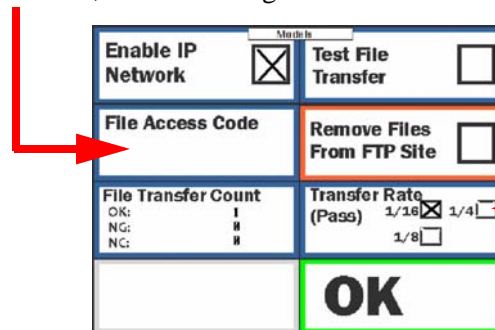 Models
Enable IP
Network
Test File
Transfer
File Access Code
Remove Files
From FTP Site
File Transfer Count
OK:
NG:
NC:
Transfer Rate
(Pass) 1/16 1/4
1/8
OK